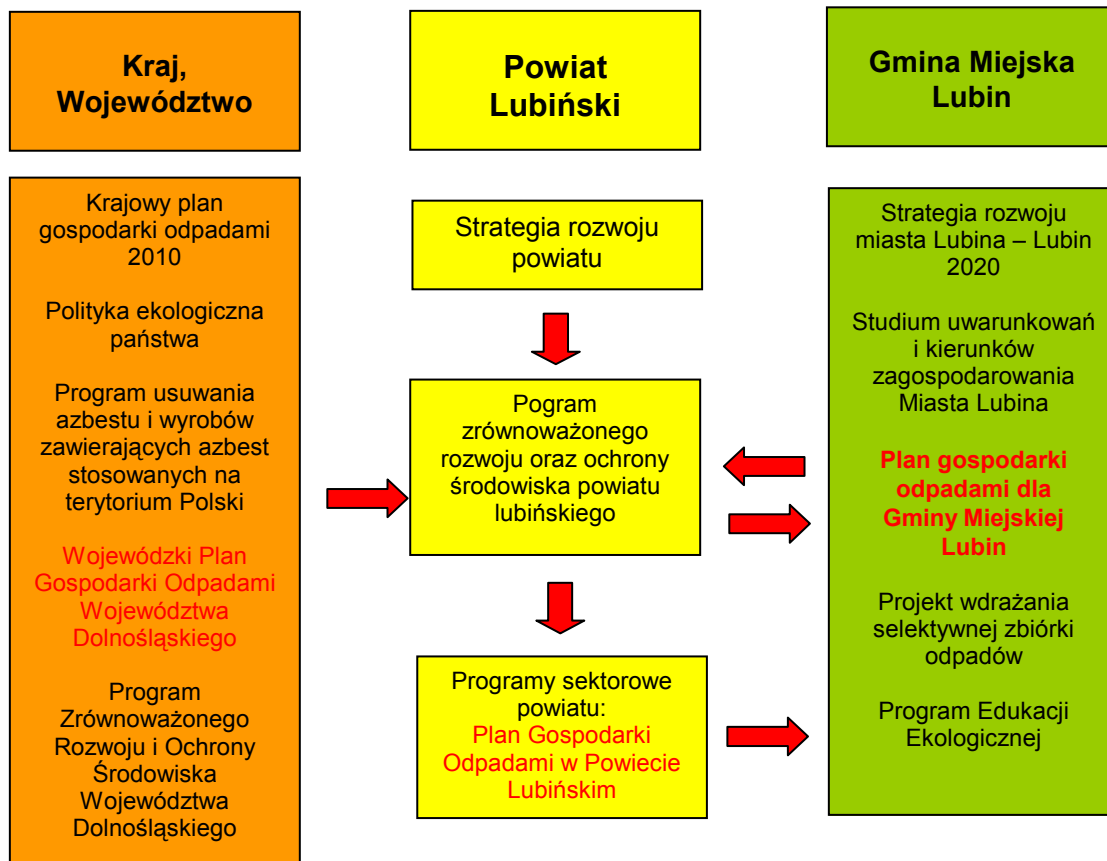 Kraj,
Województwo
Krajowy plan
gospodarki odpadami
2010
Polityka ekologiczna
państwa
Program usuwania
azbestu i wyrobów
zawierających azbest
stosowanych na
terytorium Polski
Wojewódzki Plan
Gospodarki Odpadami
Województwa
Dolnośląskiego
Program
Zrównoważonego
Rozwoju i Ochrony
Środowiska
Województwa
Dolnośląskiego
Powiat
Lubiński
Strategia rozwoju
powiatu
Pogram
zrównoważonego
rozwoju oraz ochrony
środowiska powiatu
lubińskiego
Programy sektorowe
powiatu:
Plan Gospodarki
Odpadami w Powiecie
Lubińskim
Gmina Miejska
Lubin
Strategia rozwoju
miasta Lubina – Lubin
2020
Studium uwarunkowań
i kierunków
zagospodarowania
Miasta Lubina
Plan gospodarki
odpadami dla
Gminy Miejskiej
Lubin
Projekt wdrażania
selektywnej zbiórki
odpadów
Program Edukacji
Ekologicznej